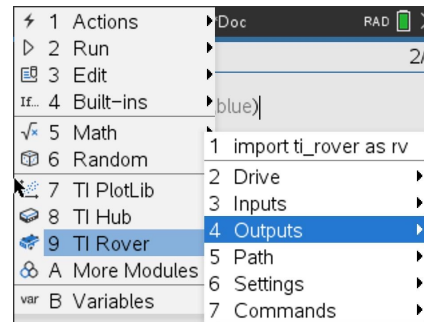 1 Actions
2 Run
3 Edit
If... 4 Built-ins
√x 5 Math
6 Random
7 TI PlotLib
8 TI Hub
9 TI Rover
A More Modules
var B Variables
Doc RAD
2/
blue)
1 import ti_rover as rv
2 Drive
3 Inputs
4 Outputs
5 Path
6 Settings
7 Commands